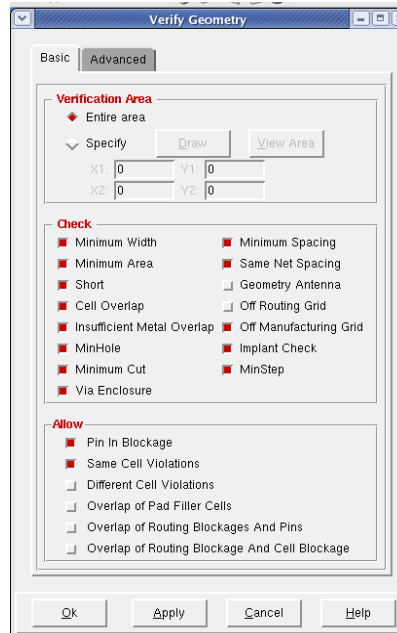 Verify Geometry
Basic Advanced
Verification Area
Entire area
Specify Draw View Area
X1: 0 Y1: 0
X2: 0 Y2: 0
Check
Minimum Width Minimum Spacing
Minimum Area Same Net Spacing
Short Geometry Antenna
Cell Overlap Off Routing Grid
Insufficient Metal Overlap Off Manufacturing Grid
MinHole Implant Check
Minimum Cut MinStep
Via Enclosure
Allow
Pin In Blockage
Same Cell Violations
Different Cell Violations
Overlap of Pad Filler Cells
Overlap of Routing Blockages And Pins
Overlap of Routing Blockage And Cell Blockage
Ok Apply Cancel Help